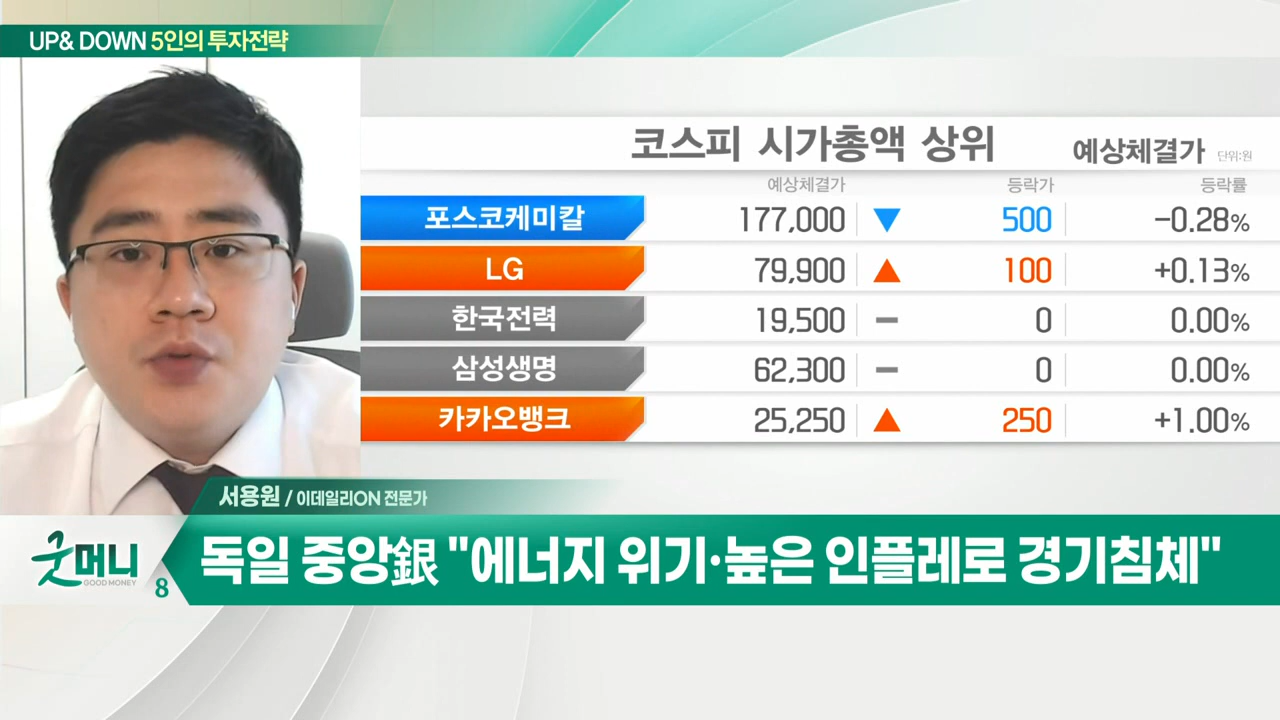 UP& DOWN 5인의 투자전략
코스피 시가총액 상위 예상체결가 단위:원
예상체결가 등락가 등락률
포스코케미칼 177,000 ▼ 500 -0.28%
LG 79,900 ▲ 100 +0.13%
한국전력 19,500 - 0 0.00%
삼성생명 62,300 - 0 0.00%
카카오뱅크 25,250 ▲ 250 +1.00%
서용원 / 이데일리ON 전문가
굿머니 GOOD MONEY 8
독일 중앙銀 "에너지 위기·높은 인플레로 경기침체"